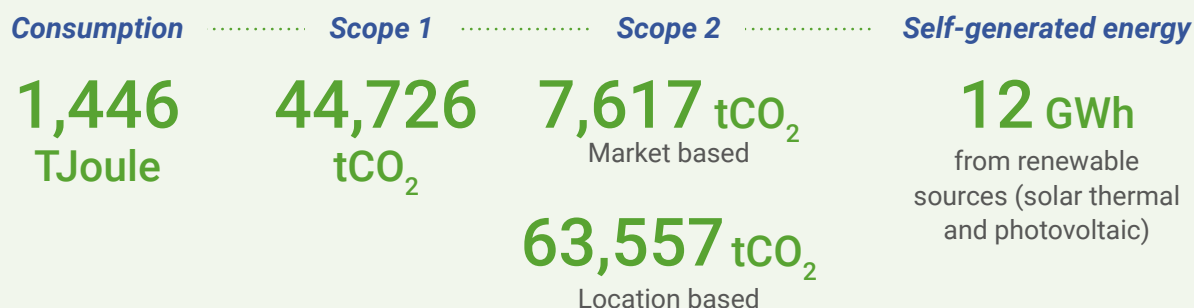 Consumption Scope 1 Scope 2 Self-generated energy
1,446
TJoule
44,726
tCO₂
7,617 tCO₂
Market based
63,557 tCO₂
Location based
12 GWh
from renewable
sources (solar thermal
and photovoltaic)